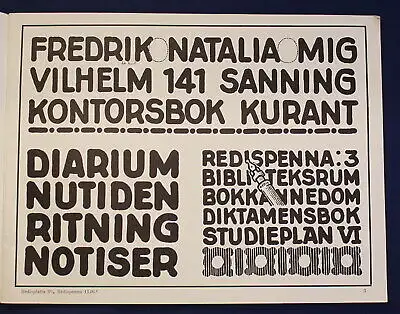 FREDRIK NATALIA MIG
VILHELM 141 SANNING
KONTORSBOK KURANT
DIARIUM
NUTIDEN
RITNING
NOTISER
REDISPENNA: 3
BIBLIOTEKSRUM
BOKKÄNNEDOM
DIKTAMENSBOK
STUDIEPLAN VI
3